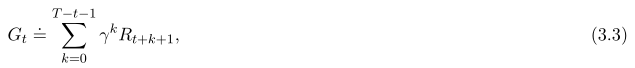 $G_t \doteq \sum_{k=0}^{T-t-1} \gamma^k R_{t+k+1},$ (3.3)